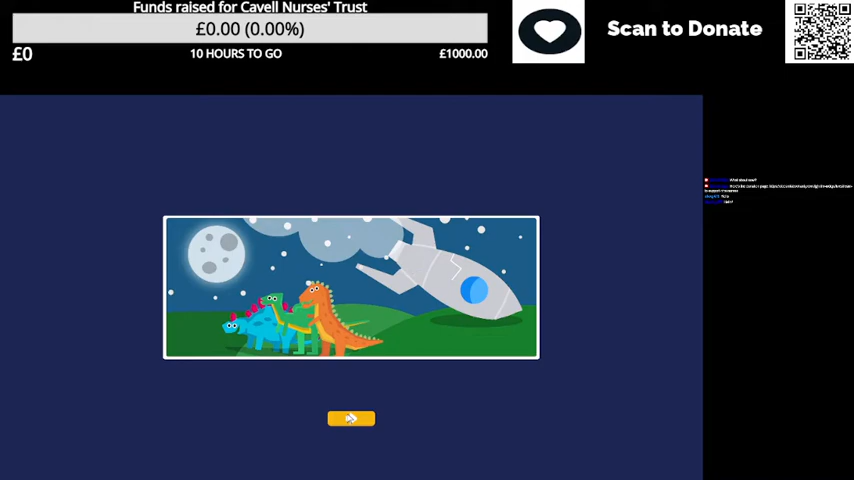 Funds raised for Cavell Nurses' Trust
£0.00 (0.00%)
£0
10 HOURS TO GO
£1000.00
Scan to Donate